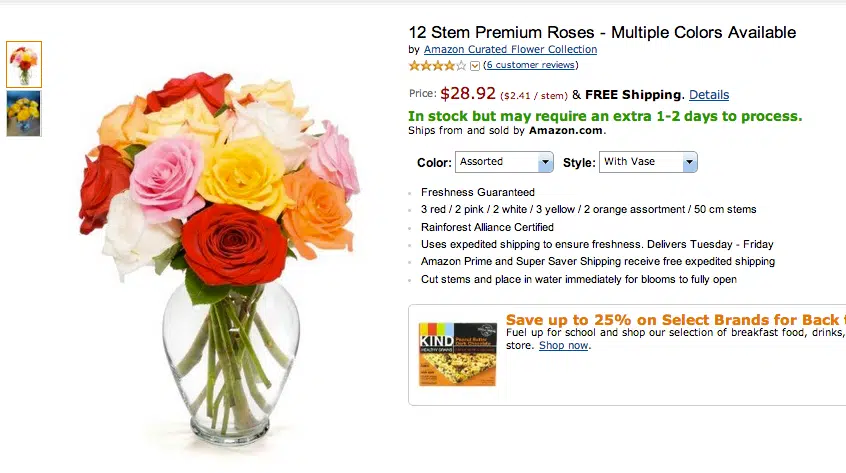 12 Stem Premium Roses - Multiple Colors Available
by Amazon Curated Flower Collection
(6 customer reviews)
Price: $28.92 ($2.41 / stem) & FREE Shipping. Details
In stock but may require an extra 1-2 days to process.
Ships from and sold by Amazon.com.
Color: Assorted Style: With Vase
Freshness Guaranteed
3 red / 2 pink / 2 white / 3 yellow / 2 orange assortment / 50 cm stems
Rainforest Alliance Certified
Uses expedited shipping to ensure freshness. Delivers Tuesday - Friday
Amazon Prime and Super Saver Shipping receive free expedited shipping
Cut stems and place in water immediately for blooms to fully open
Save up to 25% on Select Brands for Back
Fuel up for school and shop our selection of breakfast food, drinks,
store. Shop now.
KIND
HEALTHY GRAINS
Peanut Butter
Dark Chocolate